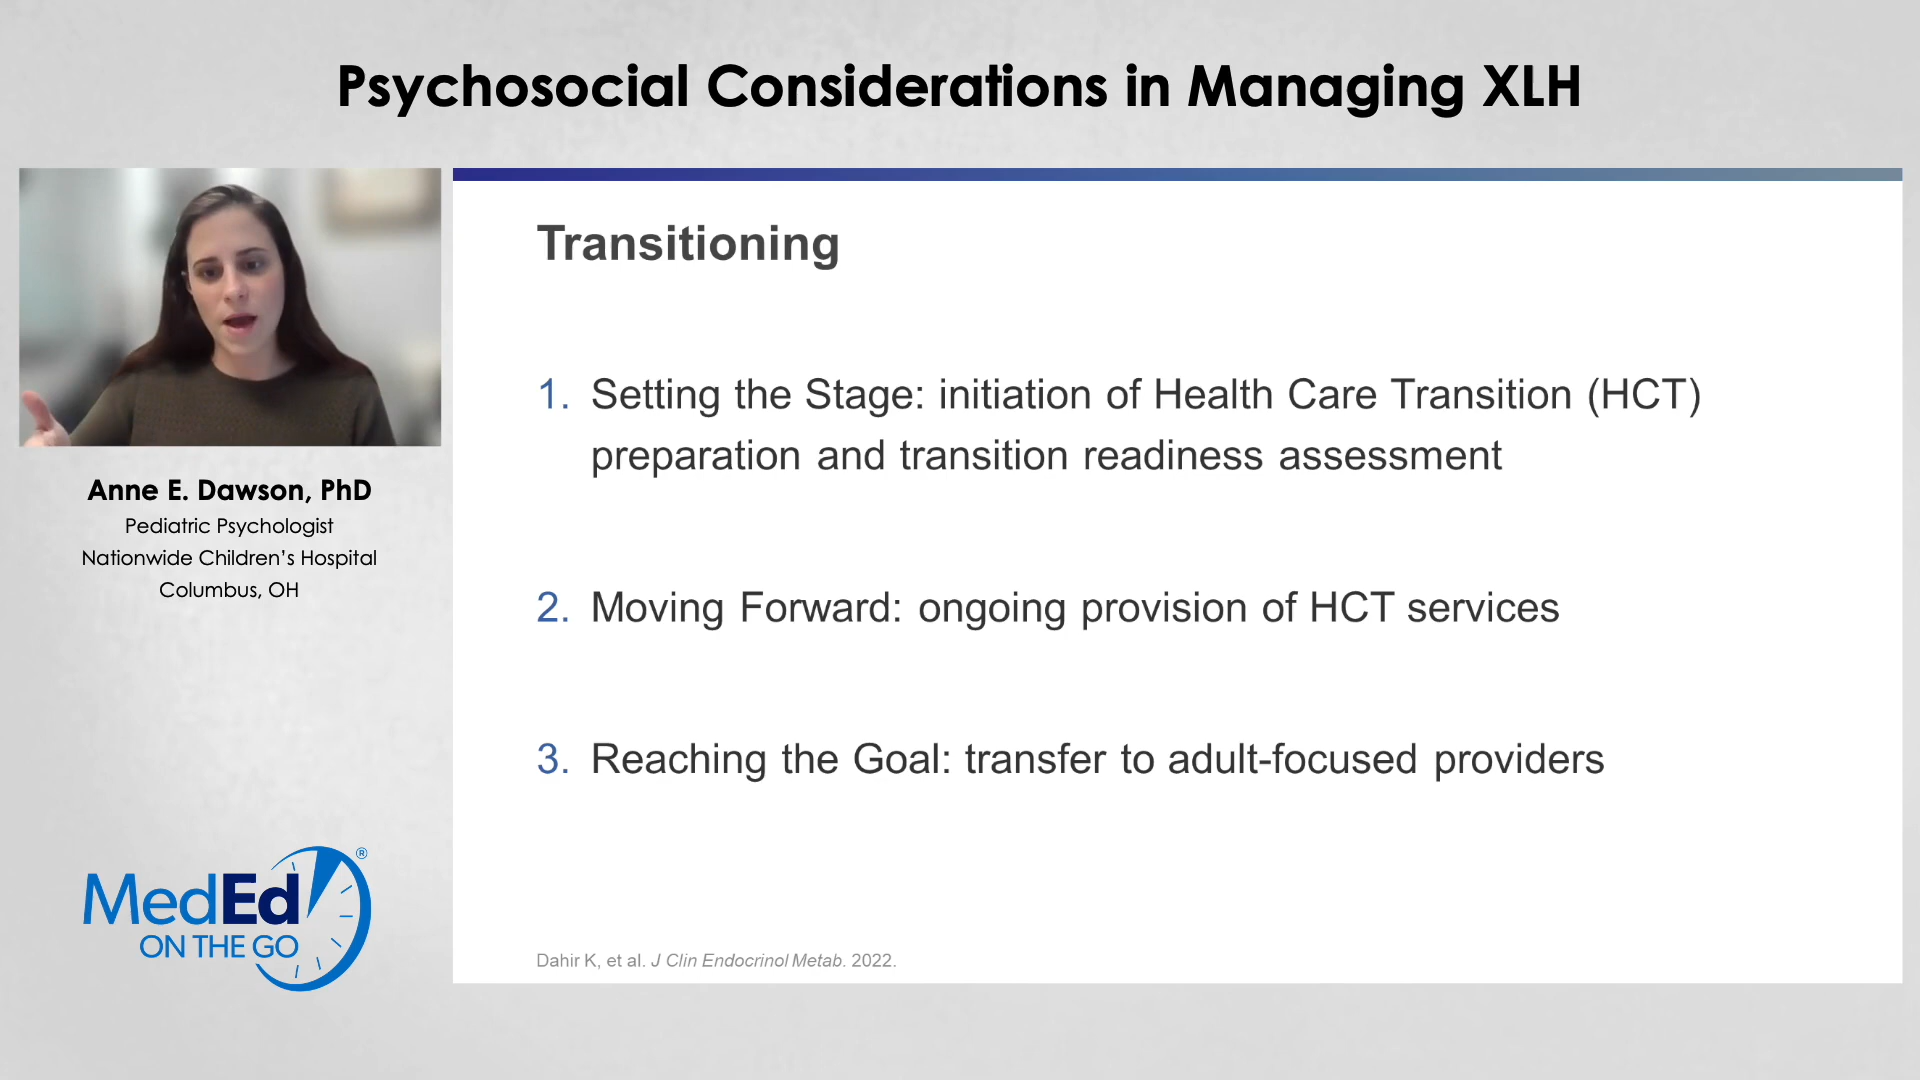 Psychosocial Considerations in Managing XLH
Anne E. Dawson, PhD
Pediatric Psychologist
Nationwide Children's Hospital
Columbus, OH
MedEd®
ON THE GO
Transitioning
1. Setting the Stage: initiation of Health Care Transition (HCT)
preparation and transition readiness assessment
2. Moving Forward: ongoing provision of HCT services
3. Reaching the Goal: transfer to adult-focused providers
Dahir K, et al. J Clin Endocrinol Metab. 2022.